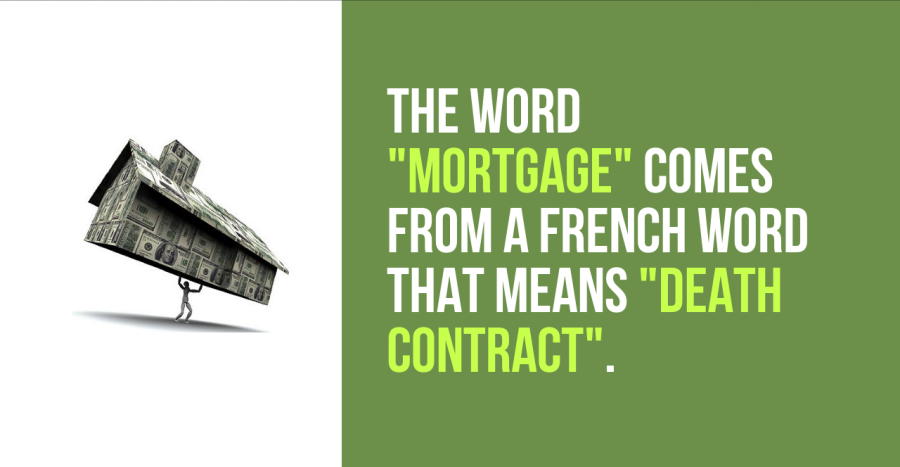 THE WORD
"MORTGAGE" COMES
FROM A FRENCH WORD
THAT MEANS "DEATH
CONTRACT".